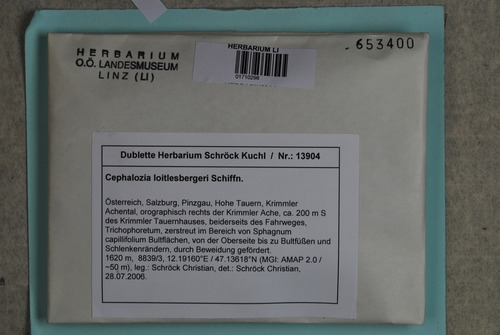 HERBARIUM
O.Ö. LANDESMUSEUM
LINZ (LI)
HERBARIUM LI
01710298
653400
Dublette Herbarium Schröck Kuchl / Nr.: 13904
Cephalozia loitlesbergeri Schiffn.
Österreich, Salzburg, Pinzgau, Hohe Tauern, Krimmler
Achental, orographisch rechts der Krimmler Ache, ca. 200 m S
des Krimmler Tauernhauses, beiderseits des Fahrweges,
Trichophoretum, zerstreut im Bereich von Sphagnum
capillifolium Bultflächen, von der Oberseite bis zu Bultfüßen und
Schlenkenrändern, durch Beweidung gefördert.
1620 m, 8839/3, 12.19160°E / 47.13618°N (MGI: AMAP 2.0 /
~50 m), leg.: Schröck Christian, det.: Schröck Christian,
28.07.2006.